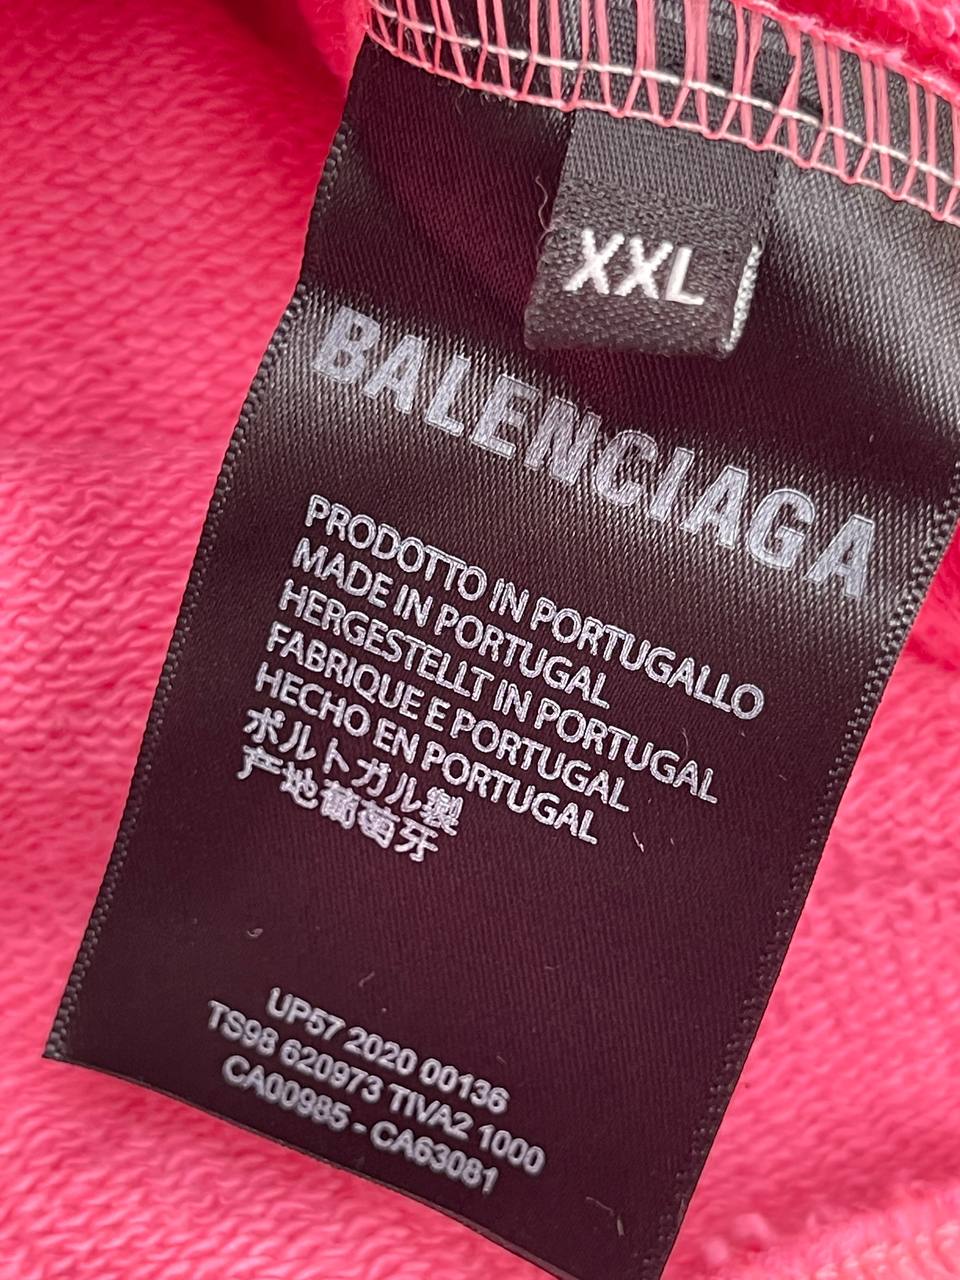 XXL
BALENCIAGA
PRODOTTO IN PORTUGALLO
MADE IN PORTUGAL
HERGESTELLT IN PORTUGAL
FABRIQUE E PORTUGAL
HECHO EN PORTUGAL
ポルトガル製
产地葡萄牙
UP57 2020 00136
TS98 620973 TIVA2 1000
CA00985 - CA63081